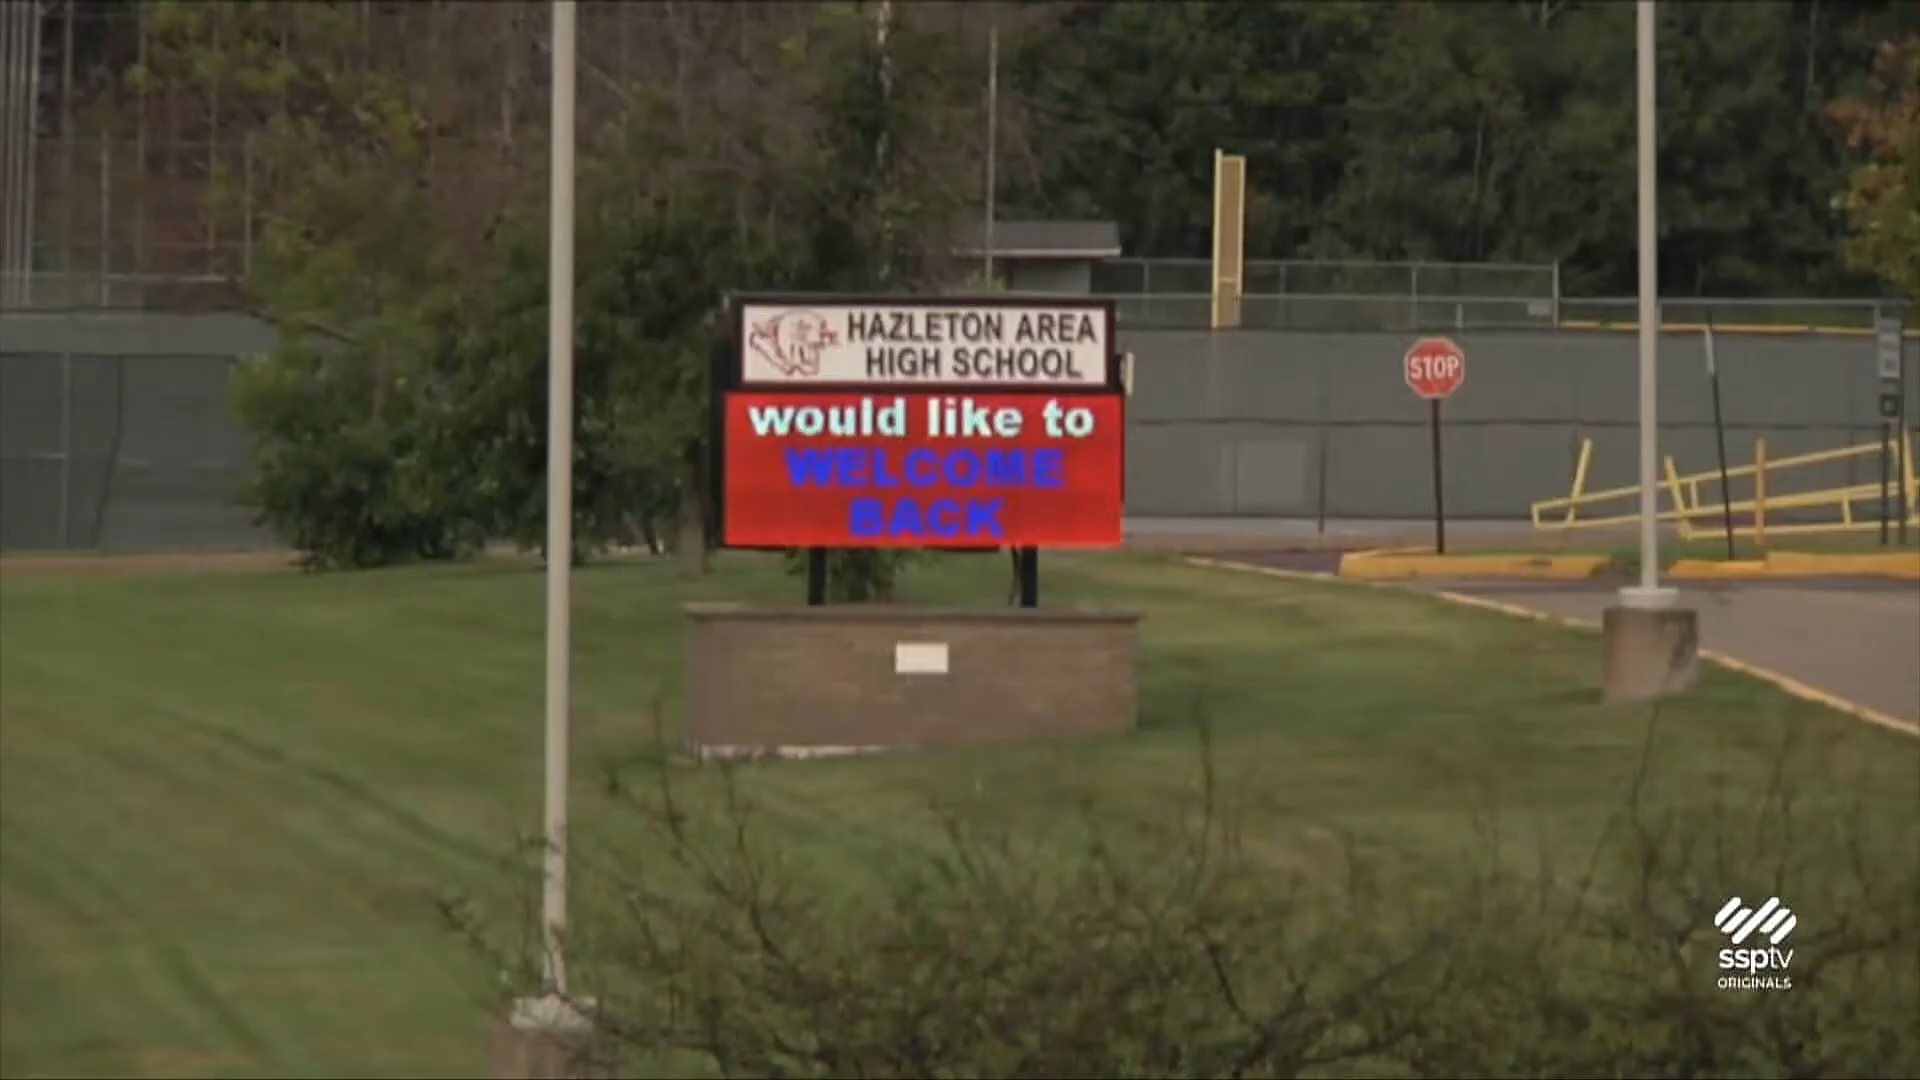 HAZLETON AREA
HIGH SCHOOL
would like to
WELCOME
BACK
STOP
ssptv
ORIGINALS